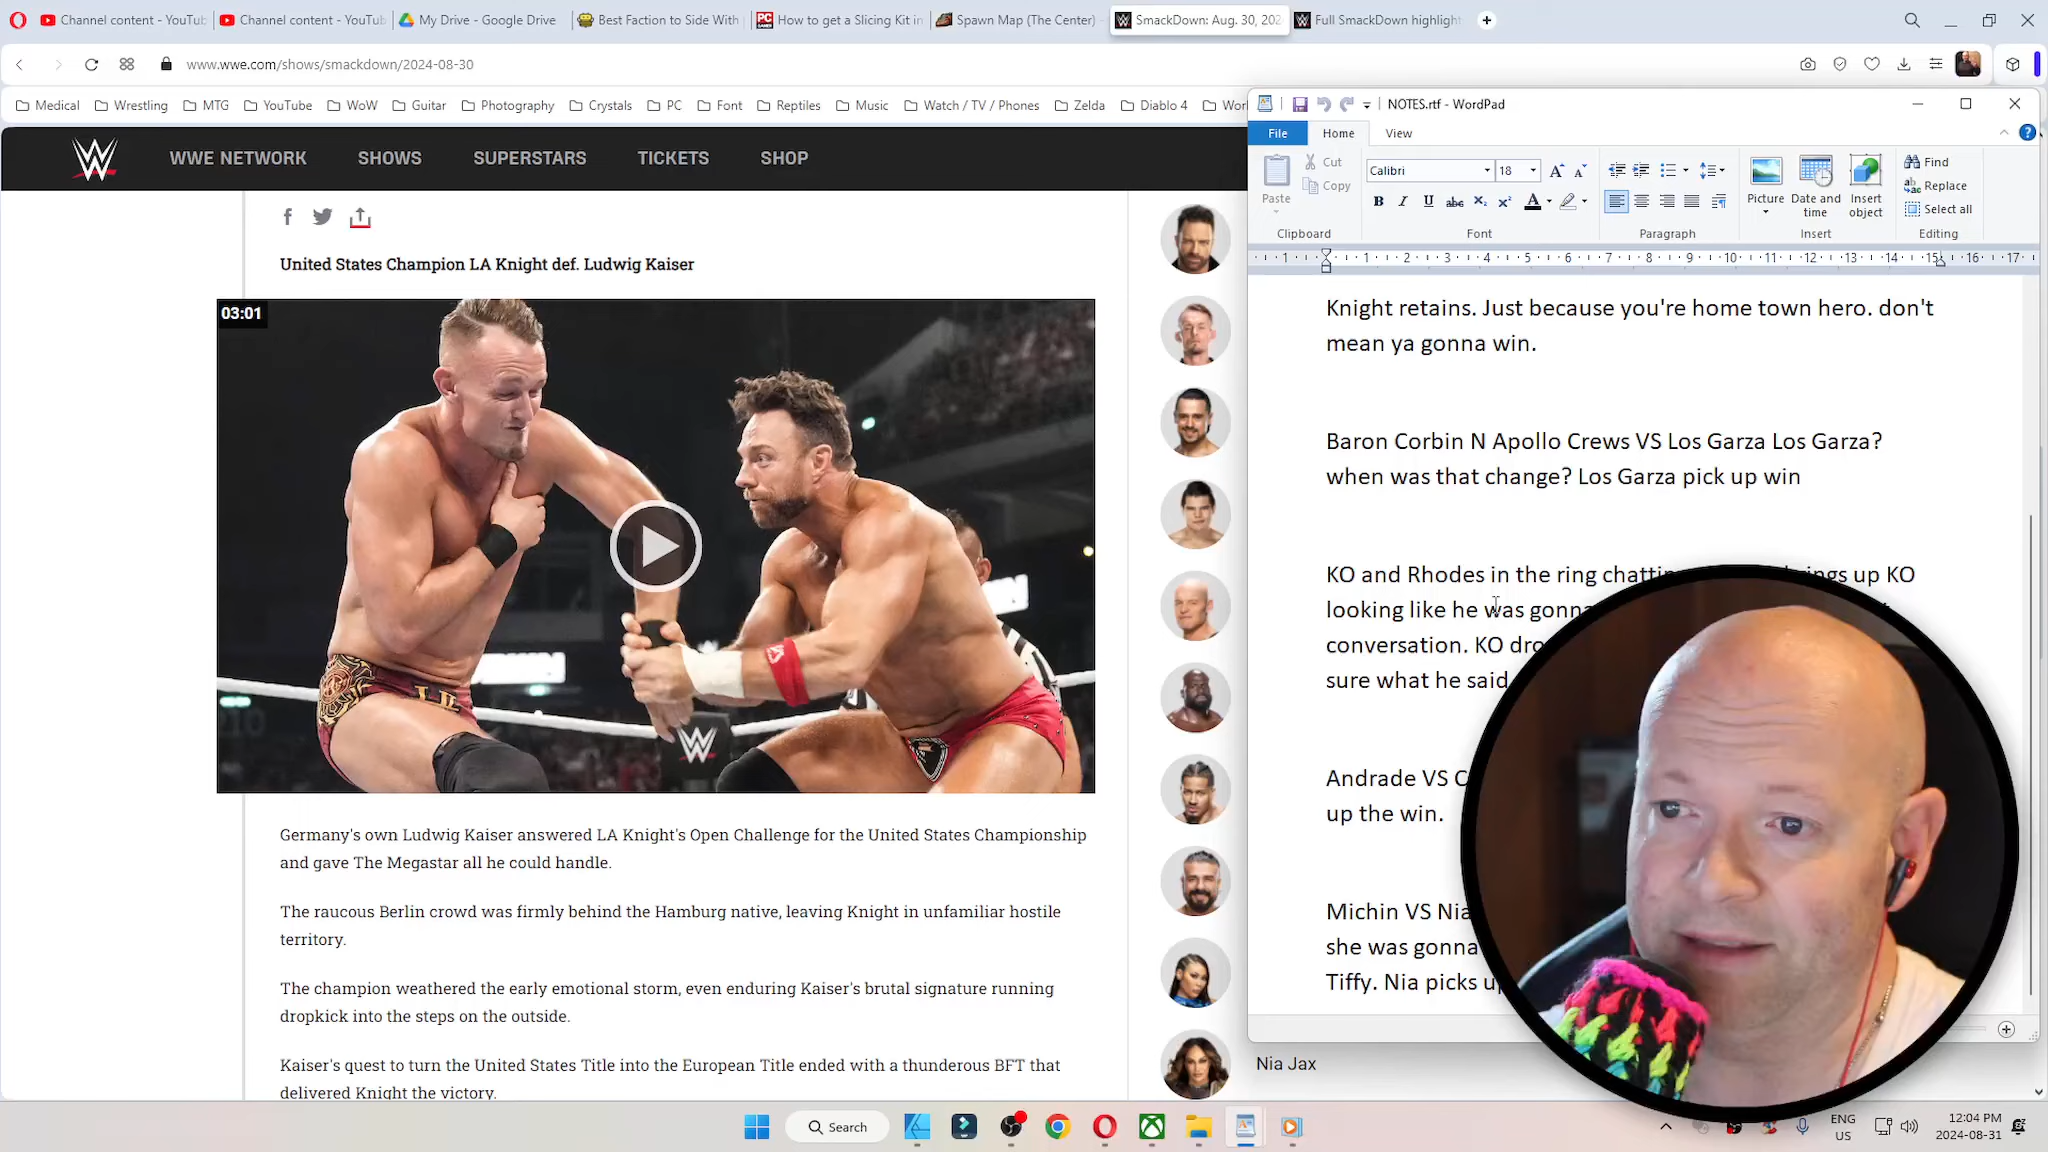 Channel content - YouTu
Channel content - YouTu
My Drive - Google Drive
Best Faction to Side With
How to get a Slicing Kit in
Spawn Map (The Center)
SmackDown: Aug. 30, 202
Full SmackDown highlight
www.wwe.com/shows/smackdown/2024-08-30
Medical
Wrestling
MTG
YouTube
WoW
Guitar
Photography
Crystals
PC
Font
Reptiles
Music
Watch / TV / Phones
Zelda
Diablo 4
Wor
NOTES.rtf - WordPad
File
Home
View
WWE NETWORK
SHOWS
SUPERSTARS
TICKETS
SHOP
Paste
Cut
Copy
Clipboard
Calibri
18
Font
Paragraph
Picture
Date and time
Insert object
Insert
Find
Replace
Select all
Editing
United States Champion LA Knight def. Ludwig Kaiser
03:01
Germany's own Ludwig Kaiser answered LA Knight's Open Challenge for the United States Championship
and gave The Megastar all he could handle.
The raucous Berlin crowd was firmly behind the Hamburg native, leaving Knight in unfamiliar hostile
territory.
The champion weathered the early emotional storm, even enduring Kaiser's brutal signature running
dropkick into the steps on the outside.
Kaiser's quest to turn the United States Title into the European Title ended with a thunderous BFT that
delivered Knight the victory.
Knight retains. Just because you're home town hero. don't
mean ya gonna win.
Baron Corbin N Apollo Crews VS Los Garza Los Garza?
when was that change? Los Garza pick up win
KO and Rhodes in the ring up KO
looking like he was gonna
conversation. KO
sure what he said
Andrade VS
up the win.
Michin VS Nia
she was gonna
Tiffy. Nia picks
Nia Jax
Search
ENG
US
12:04 PM
2024-08-31